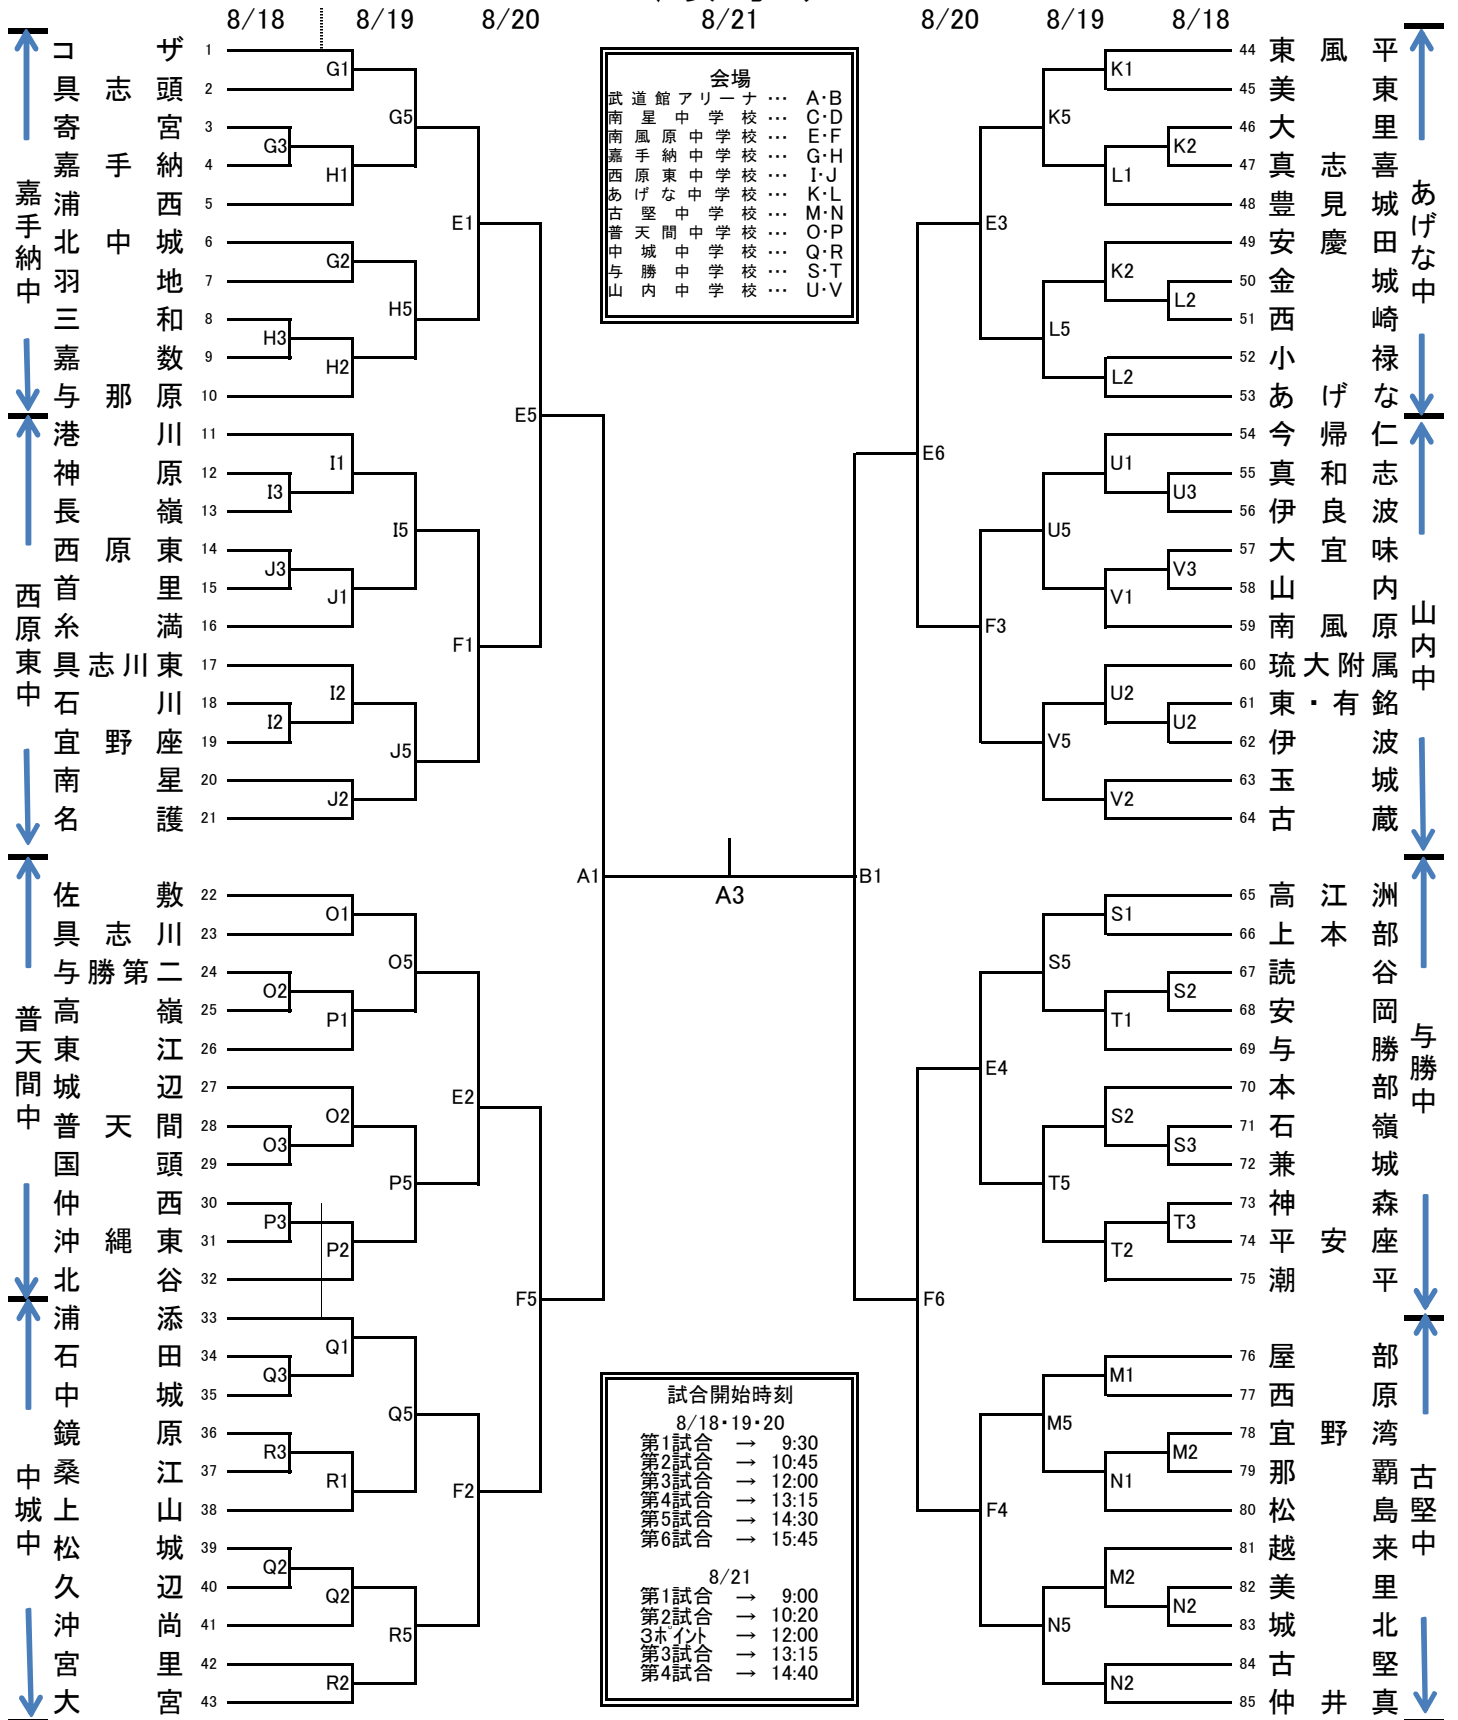 8/18 8/19 8/20 8/21 8/20 8/19 8/18
嘉手納中
コザ 1
具志頭 2
寄宮 3
嘉手納 4
浦西 5
北中城 6
羽地 7
三和 8
嘉数 9
与那原 10
G1
G3
H1
G5
G2
H3
H2
H5
E1
西原東中
港川 11
神原 12
長嶺 13
西原東 14
首里 15
糸満 16
具志川東 17
石川 18
宜野座 19
南星 20
名護 21
I1
I3
J3
J1
I5
I2
I2
J2
J5
F1
E5
普天間中
佐敷 22
具志川 23
与勝第二 24
高嶺 25
東江 26
城辺 27
普天間 28
国頭 29
仲西 30
沖縄東 31
北谷 32
O1
O2
P1
O5
O2
O3
P3
P2
P5
E2
中城中
浦添 33
石田 34
中城 35
鏡原 36
桑江 37
上山 38
松城 39
久辺 40
沖尚 41
宮里 42
大宮 43
Q1
Q3
R3
R1
Q5
Q2
Q2
R2
R5
F2
F5
A1
A3
B1
会場
武道館アリーナ … A・B
南星中学校 … C・D
南風原中学校 … E・F
嘉手納中学校 … G・H
西原東中学校 … I・J
あげな中学校 … K・L
古堅中学校 … M・N
普天間中学校 … O・P
中城中学校 … Q・R
与勝中学校 … S・T
山内中学校 … U・V
試合開始時刻
8/18・19・20
第1試合 → 9:30
第2試合 → 10:45
第3試合 → 12:00
第4試合 → 13:15
第5試合 → 14:30
第6試合 → 15:45
8/21
第1試合 → 9:00
第2試合 → 10:20
3ポイント → 12:00
第3試合 → 13:15
第4試合 → 14:40
あげな中
44 東風平
45 美東
46 大里
47 真志喜
48 豊見城
49 安慶田
50 金城
51 西崎
52 小禄
53 あげな
K1
K2
L1
K5
K2
L2
L2
L5
E3
山内中
54 今帰仁
55 真和志
56 伊良波
57 大宜味
58 山内
59 南風原
60 琉大附属
61 東・有銘
62 伊波
63 玉城
64 古蔵
U1
U3
V3
V1
U5
U2
U2
V2
V5
F3
E6
与勝中
65 高江洲
66 上本部
67 読谷
68 安岡
69 与勝
70 本部
71 石嶺
72 兼城
73 神森
74 平安座
75 潮平
S1
S2
T1
S5
S2
S3
T3
T2
T5
E4
古堅中
76 屋部
77 西原
78 宜野湾
79 那覇
80 松島
81 越来
82 美里
83 城北
84 古堅
85 仲井真
M1
M2
N1
M5
M2
N2
N2
N5
F4
F6